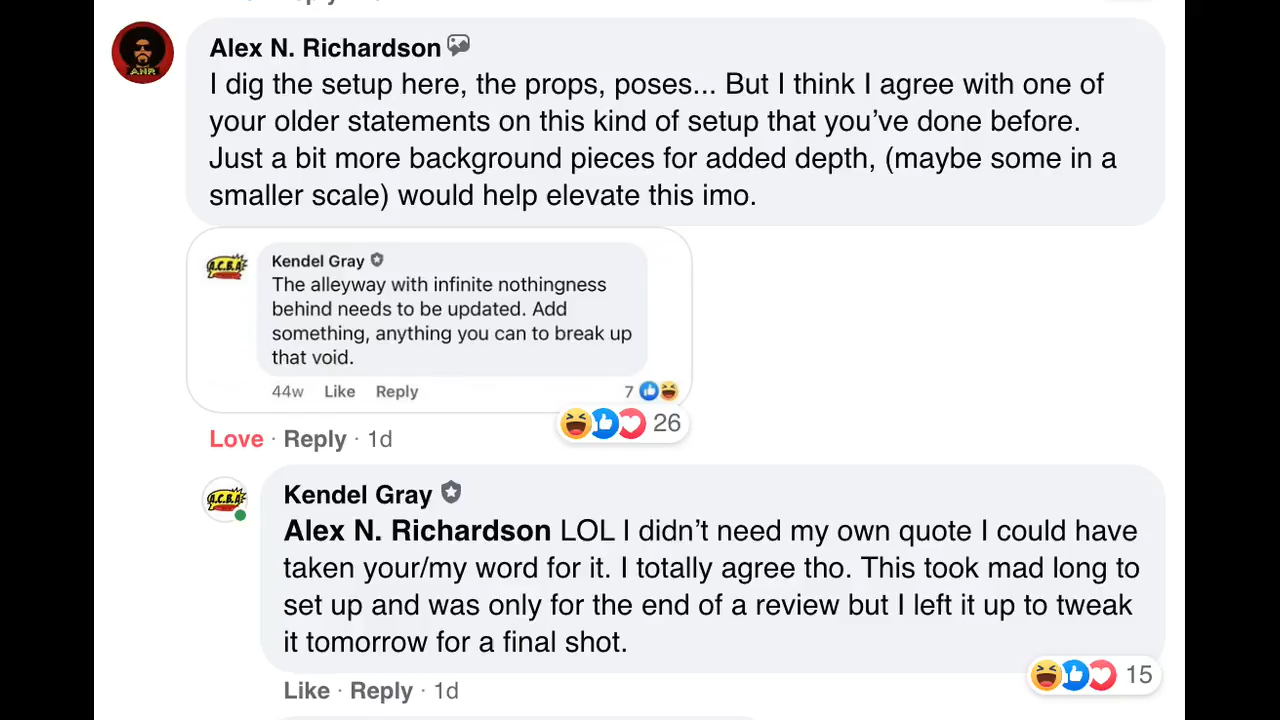 Alex N. Richardson
I dig the setup here, the props, poses... But I think I agree with one of
your older statements on this kind of setup that you’ve done before.
Just a bit more background pieces for added depth, (maybe some in a
smaller scale) would help elevate this imo.
ANR
A.C.B.A
Kendel Gray
The alleyway with infinite nothingness
behind needs to be updated. Add
something, anything you can to break up
that void.
44w Like Reply 7
26
Love · Reply · 1d
A.C.B.A
Kendel Gray
Alex N. Richardson LOL I didn’t need my own quote I could have
taken your/my word for it. I totally agree tho. This took mad long to
set up and was only for the end of a review but I left it up to tweak
it tomorrow for a final shot.
15
Like · Reply · 1d